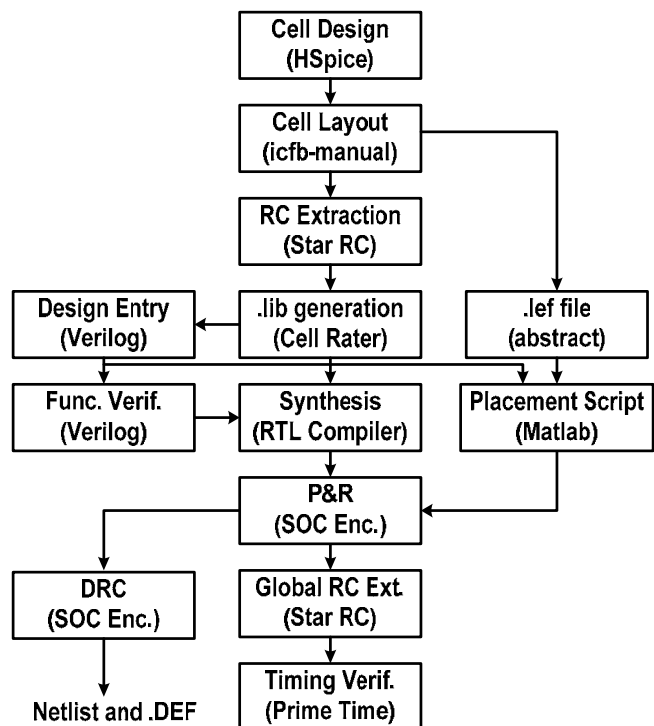 Cell Design
(HSpice)
Cell Layout
(icfb-manual)
RC Extraction
(Star RC)
Design Entry
(Verilog)
.lib generation
(Cell Rater)
.lef file
(abstract)
Func. Verif.
(Verilog)
Synthesis
(RTL Compiler)
Placement Script
(Matlab)
P&R
(SOC Enc.)
DRC
(SOC Enc.)
Global RC Ext.
(Star RC)
Netlist and .DEF
Timing Verif.
(Prime Time)